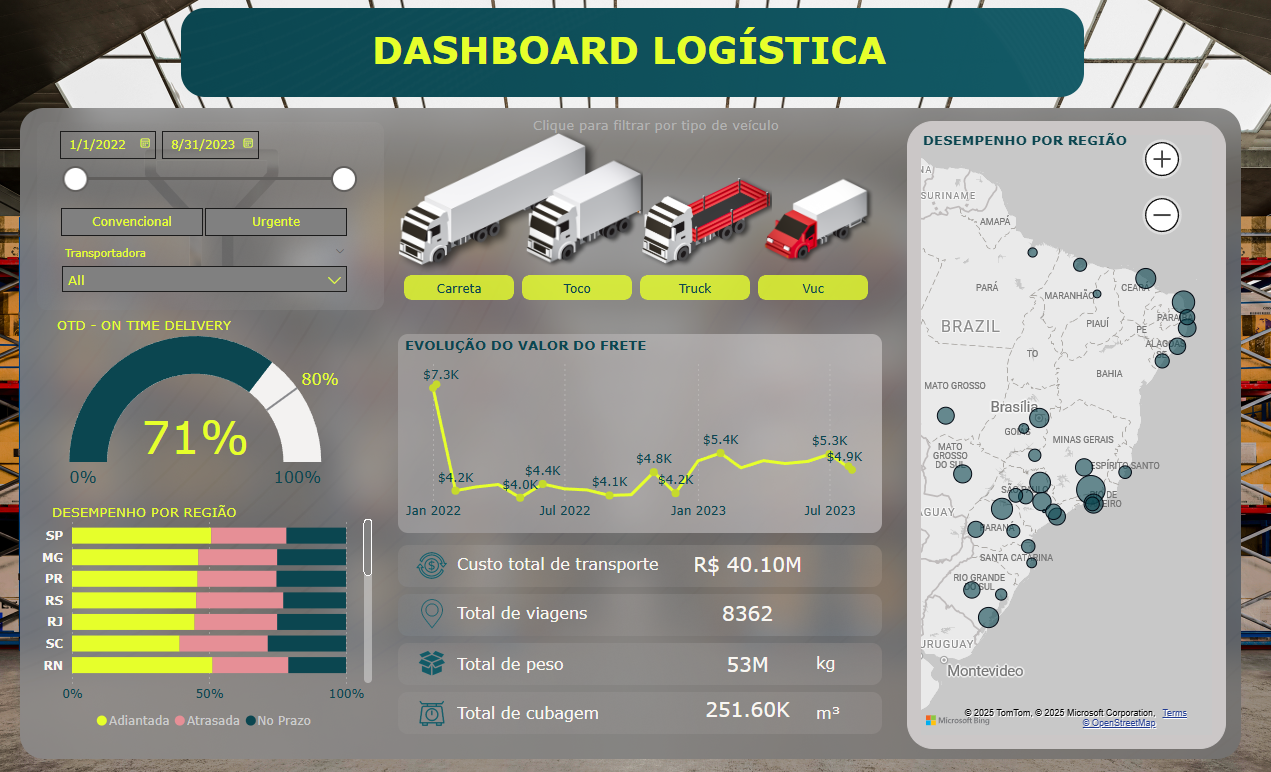 DASHBOARD LOGÍSTICA
1/1/2022
8/31/2023
Convencional
Urgente
Transportadora
All
OTD - ON TIME DELIVERY
80%
71%
0%
100%
DESEMPENHO POR REGIÃO
SP
MG
PR
RS
RJ
SC
RN
0%
50%
100%
Adiantada
Atrasada
No Prazo
Clique para filtrar por tipo de veículo
Carreta
Toco
Truck
Vuc
EVOLUÇÃO DO VALOR DO FRETE
$7.3K
$4.2K
$4.0K
$4.4K
$4.1K
$4.8K
$4.2K
$5.4K
$5.3K
$4.9K
Jan 2022
Jul 2022
Jan 2023
Jul 2023
Custo total de transporte
R$ 40.10M
Total de viagens
8362
Total de peso
53M
kg
Total de cubagem
251.60K
m³
DESEMPENHO POR REGIÃO
SURINAME
AMAPÁ
PARÁ
MARANHÃO
CEARÁ
BRAZIL
PIAUÍ
PE
ALAGOAS
TO
BAHIA
MATO GROSSO
Brasília
GOIÁS
MINAS GERAIS
MATO
GROSSO
DO SUL
ESPÍRITO SANTO
SÃO PAULO
PARANÁ
SANTA CATARINA
RIO GRANDE
DO SUL
URUGUAY
Montevideo
Microsoft Bing
© 2025 TomTom, © 2025 Microsoft Corporation, Terms
© OpenStreetMap